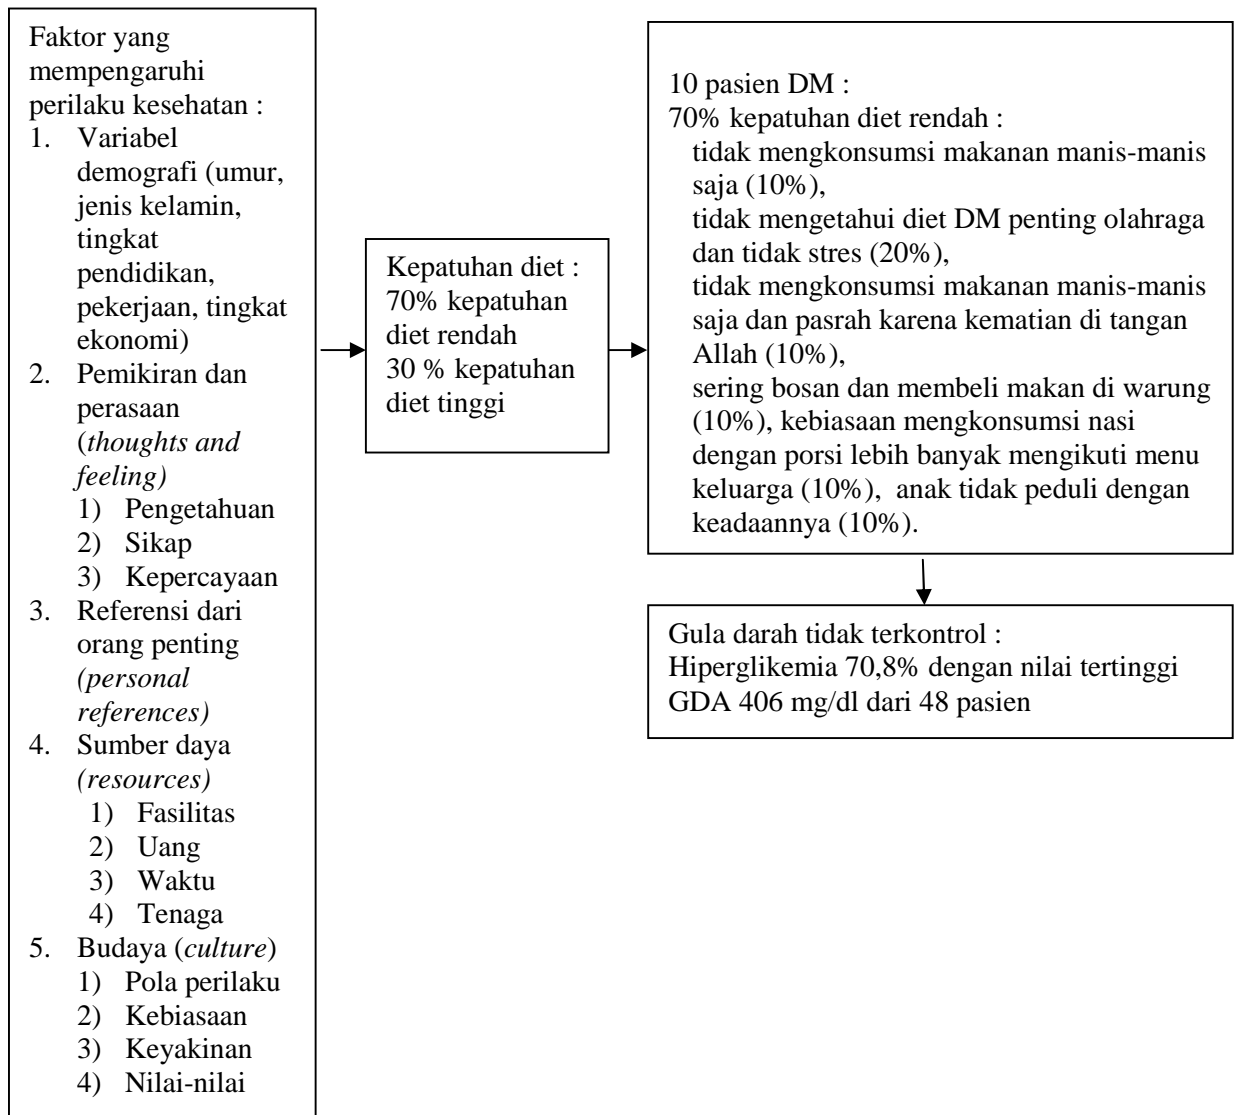 Faktor yang
mempengaruhi
perilaku kesehatan :
1. Variabel
demografi (umur,
jenis kelamin,
tingkat
pendidikan,
pekerjaan, tingkat
ekonomi)
2. Pemikiran dan
perasaan
(thoughts and
feeling)
1) Pengetahuan
2) Sikap
3) Kepercayaan
3. Referensi dari
orang penting
(personal
references)
4. Sumber daya
(resources)
1) Fasilitas
2) Uang
3) Waktu
4) Tenaga
5. Budaya (culture)
1) Pola perilaku
2) Kebiasaan
3) Keyakinan
4) Nilai-nilai
Kepatuhan diet :
70% kepatuhan
diet rendah
30 % kepatuhan
diet tinggi
10 pasien DM :
70% kepatuhan diet rendah :
tidak mengkonsumsi makanan manis-manis
saja (10%),
tidak mengetahui diet DM penting olahraga
dan tidak stres (20%),
tidak mengkonsumsi makanan manis-manis
saja dan pasrah karena kematian di tangan
Allah (10%),
sering bosan dan membeli makan di warung
(10%), kebiasaan mengkonsumsi nasi
dengan porsi lebih banyak mengikuti menu
keluarga (10%), anak tidak peduli dengan
keadaannya (10%).
Gula darah tidak terkontrol :
Hiperglikemia 70,8% dengan nilai tertinggi
GDA 406 mg/dl dari 48 pasien